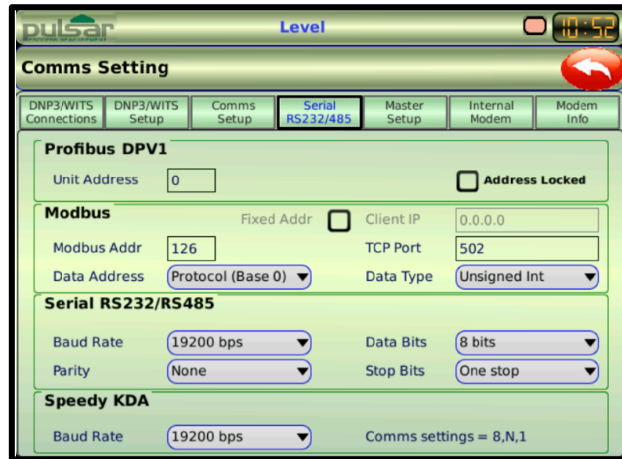 pulsar
Level
10:52
Comms Setting
DNP3/WITS Connections
DNP3/WITS Setup
Comms Setup
Serial RS232/485
Master Setup
Internal Modem
Modem Info
Profibus DPV1
Unit Address 0 Address Locked
Modbus Fixed Addr Client IP 0.0.0.0
Modbus Addr 126 TCP Port 502
Data Address Protocol (Base 0) Data Type Unsigned Int
Serial RS232/RS485
Baud Rate 19200 bps Data Bits 8 bits
Parity None Stop Bits One stop
Speedy KDA
Baud Rate 19200 bps Comms settings = 8,N,1